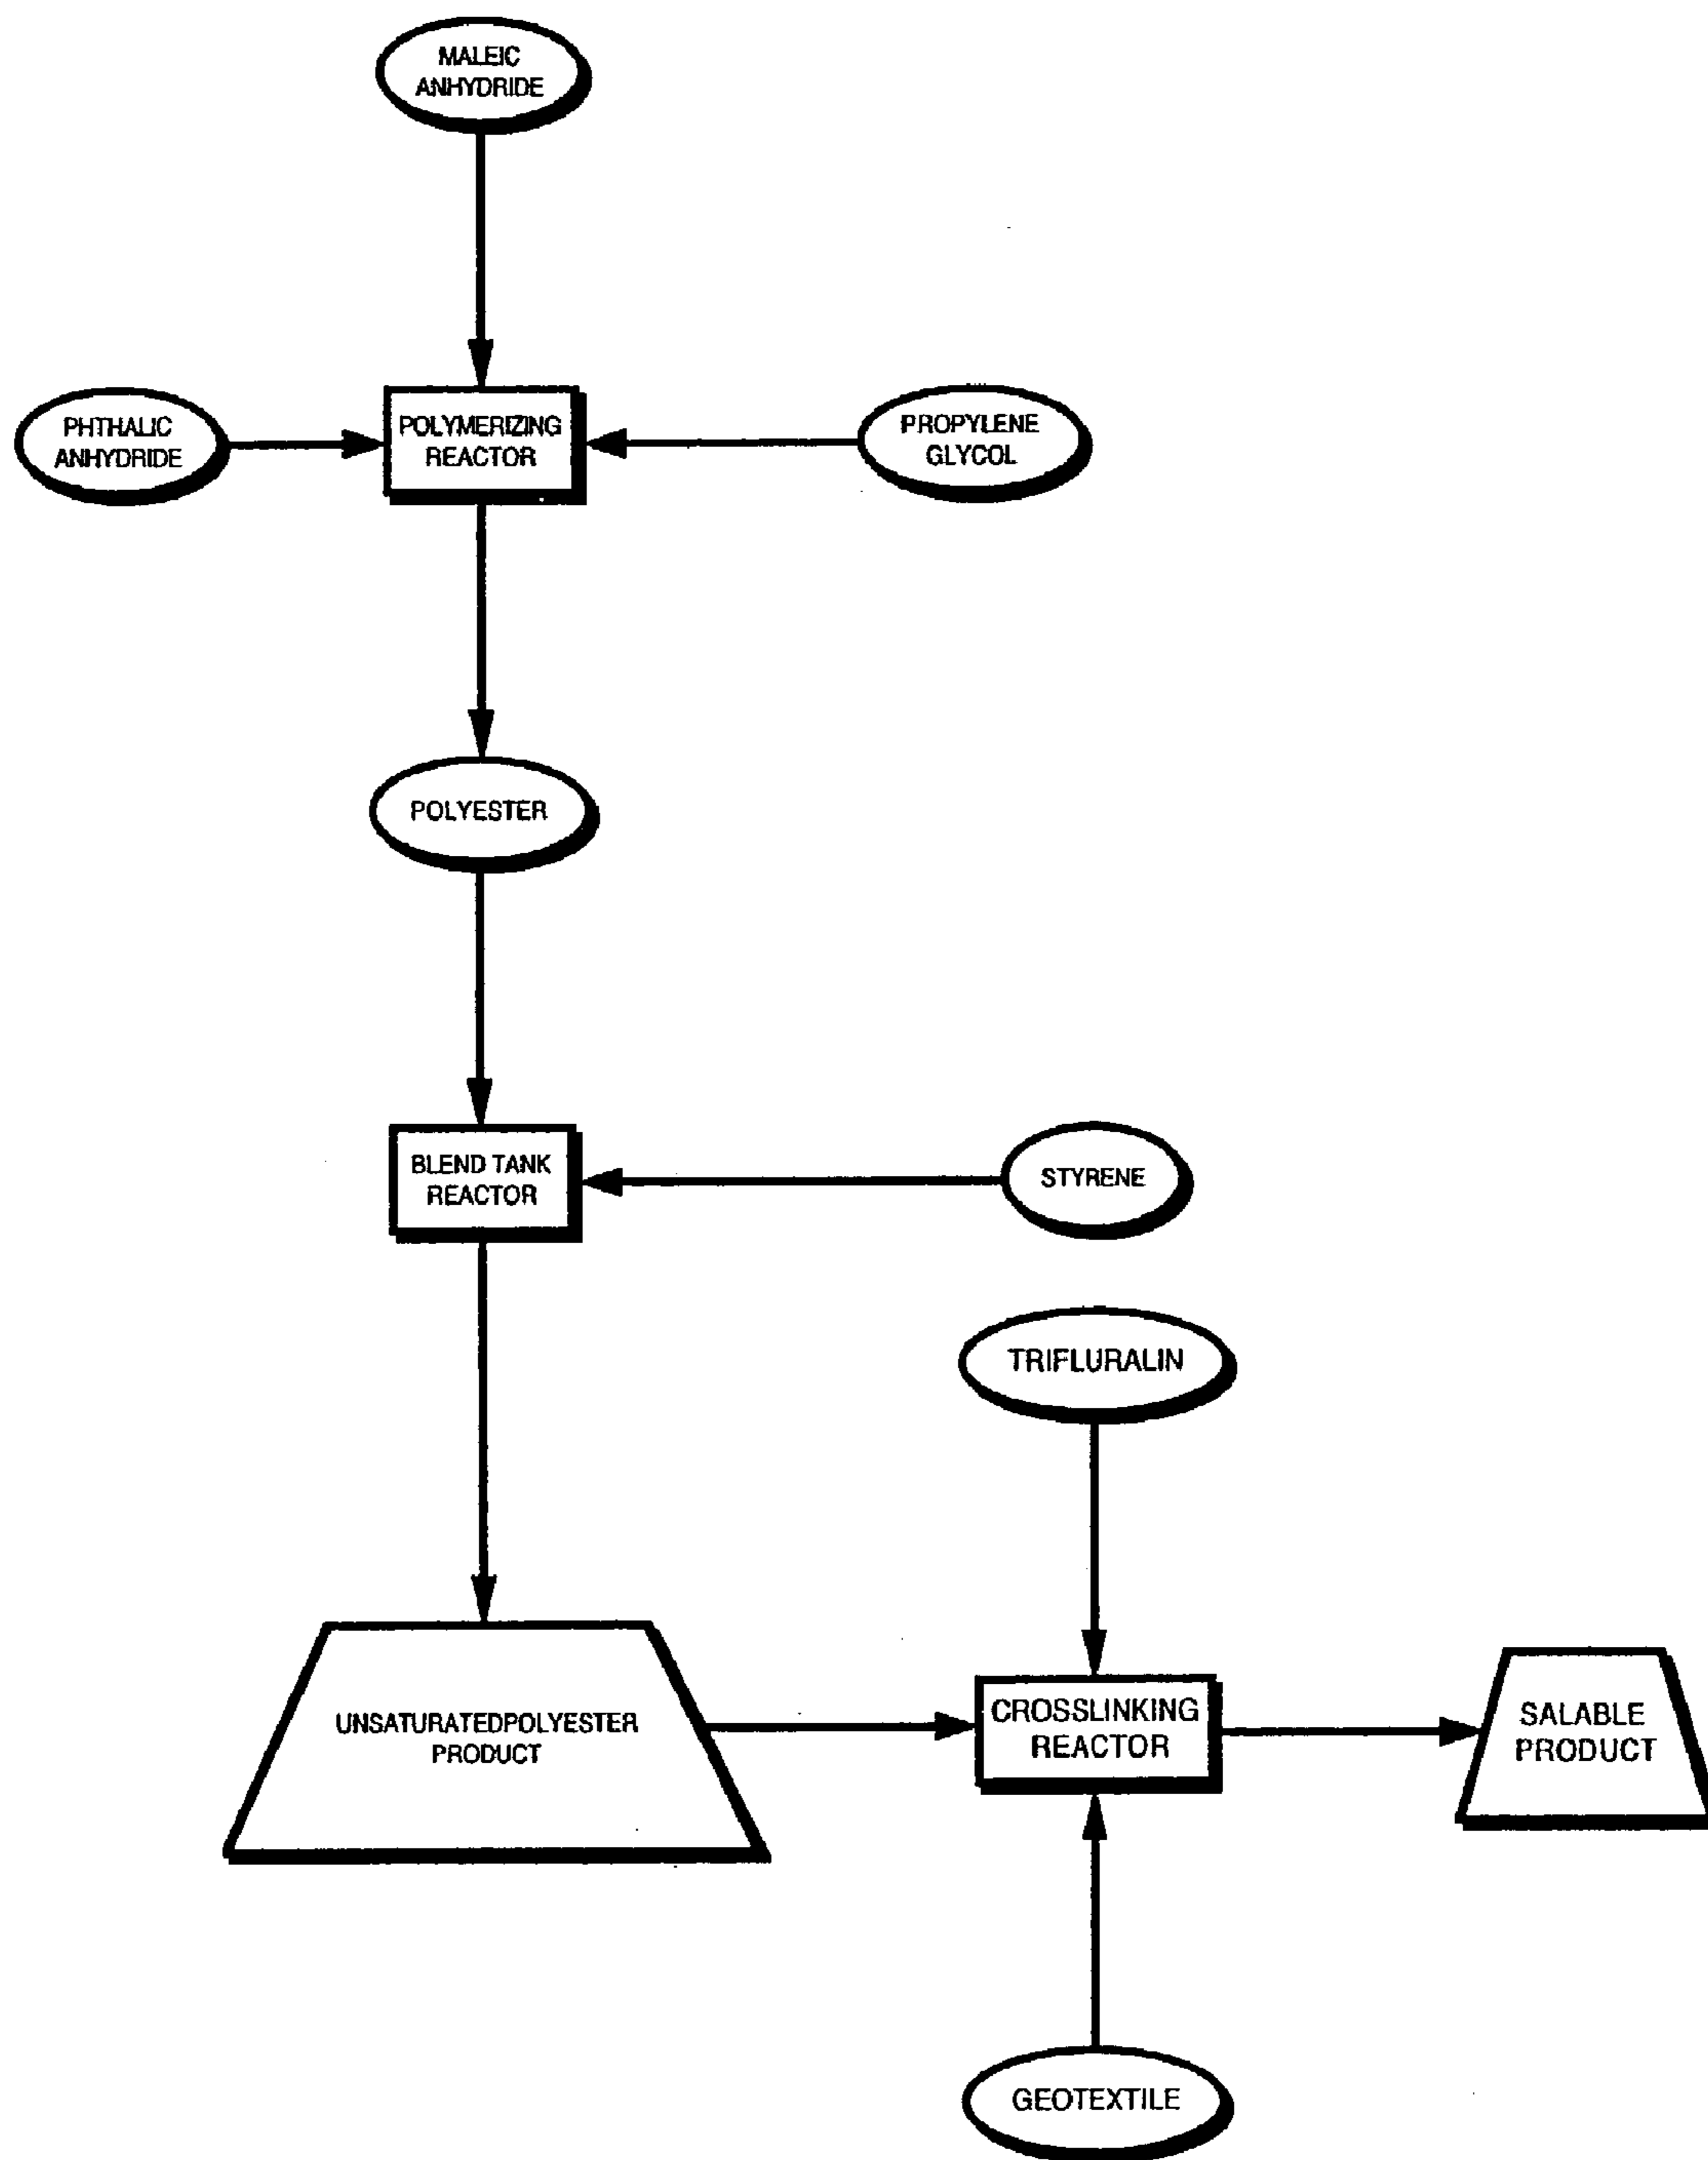 MALEIC
ANHYDRIDE
PHTHALIC
ANHYDRIDE
POLYMERIZING
REACTOR
PROPYLENE
GLYCOL
POLYESTER
BLEND TANK
REACTOR
STYRENE
TRIFLURALIN
UNSATURATEDPOLYESTER
PRODUCT
CROSSLINKING
REACTOR
SALABLE
PRODUCT
GEOTEXTILE